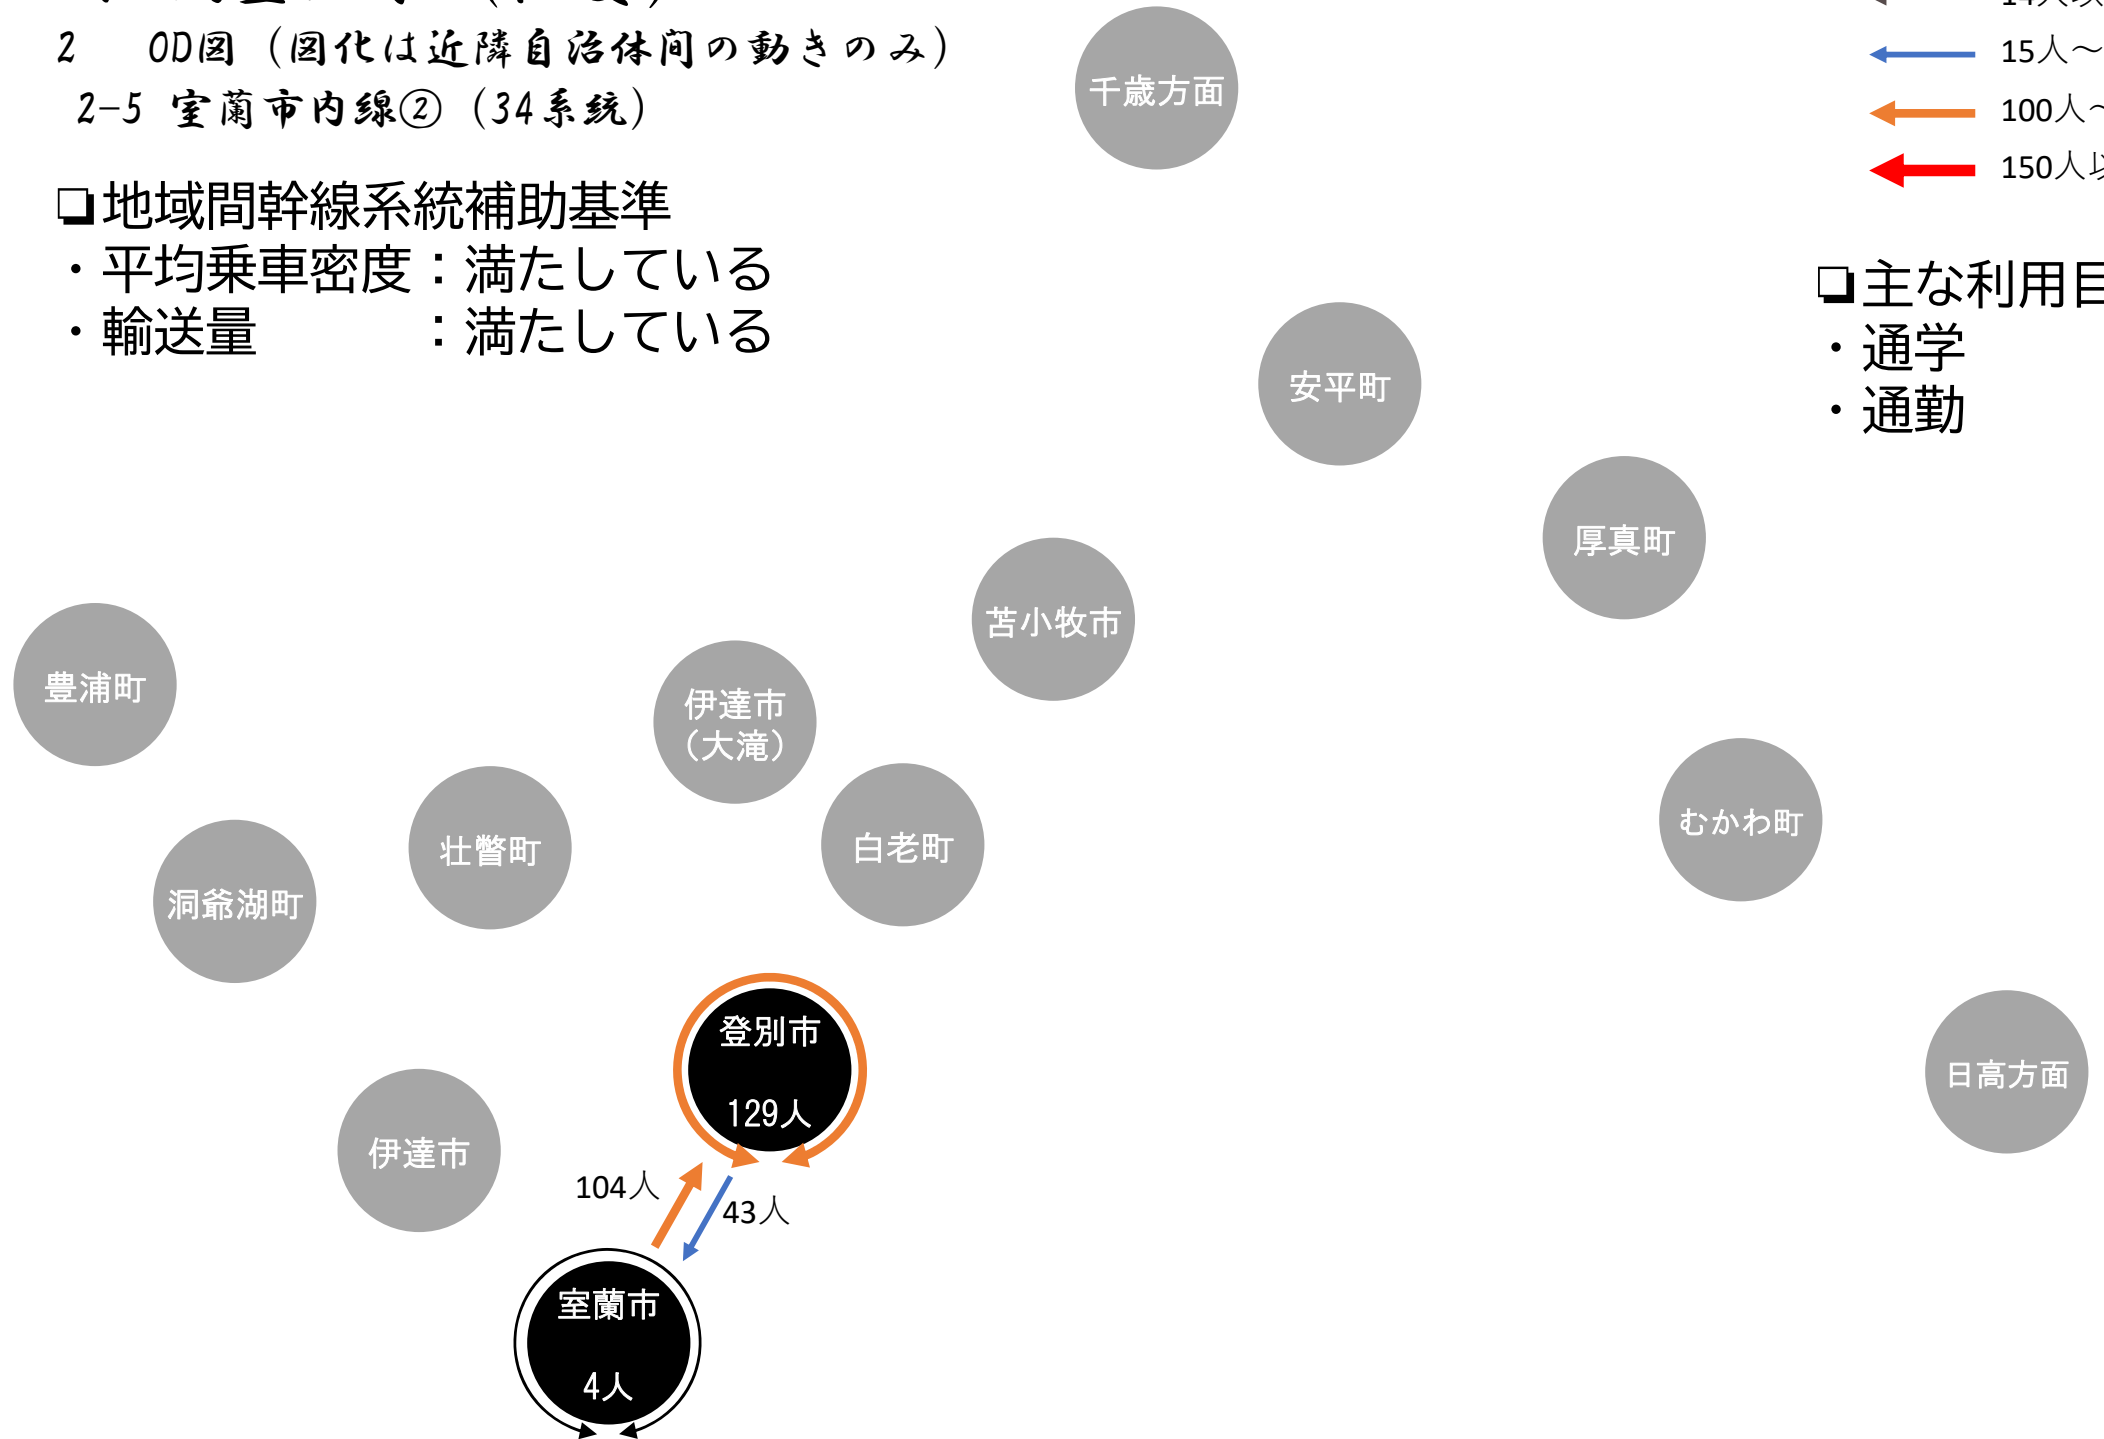 2 OD図（図化は近隣自治体間の動きのみ）
2-5 室蘭市内線②（34系統）
❏地域間幹線系統補助基準
・平均乗車密度：満たしている
・輸送量　　　：満たしている
15人～
100人～
150人以
❏主な利用目
・通学
・通勤
千歳方面
安平町
厚真町
苫小牧市
豊浦町
伊達市
（大滝）
むかわ町
壮瞥町
白老町
洞爺湖町
登別市
129人
日高方面
伊達市
104人
43人
室蘭市
4人